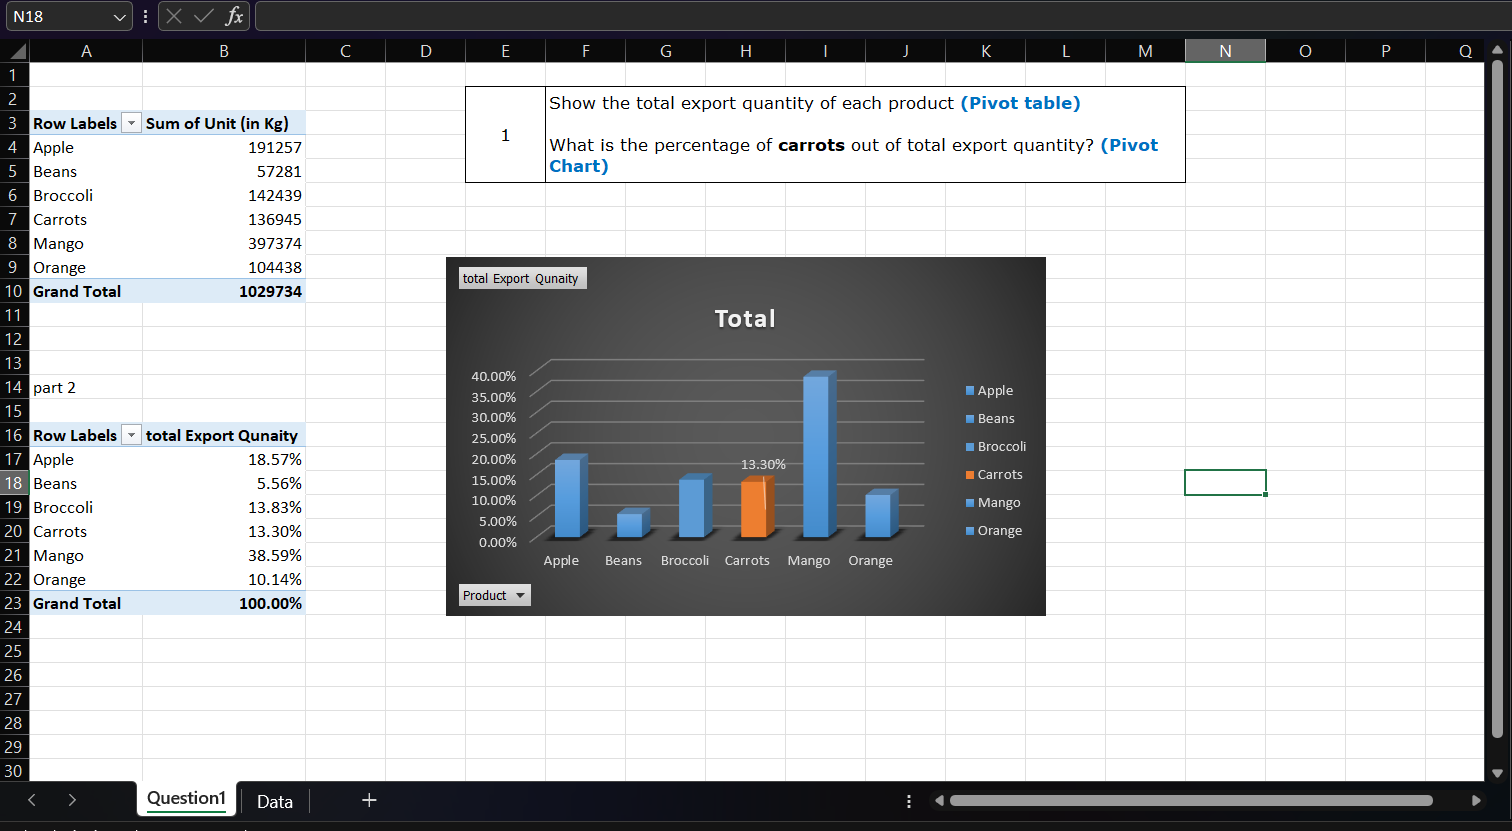 N18
fx
A B C D E F G H I J K L M N O P Q
1
2
3 Row Labels Sum of Unit (in Kg)
4 Apple 191257
5 Beans 57281
6 Broccoli 142439
7 Carrots 136945
8 Mango 397374
9 Orange 104438
10 Grand Total 1029734
11
12
13
14 part 2
15
16 Row Labels total Export Qunaity
17 Apple 18.57%
18 Beans 5.56%
19 Broccoli 13.83%
20 Carrots 13.30%
21 Mango 38.59%
22 Orange 10.14%
23 Grand Total 100.00%
24
25
26
27
28
29
30
1
Show the total export quantity of each product (Pivot table)
What is the percentage of carrots out of total export quantity? (Pivot
Chart)
total Export Qunaity
Total
40.00%
35.00%
30.00%
25.00%
20.00%
15.00%
10.00%
5.00%
0.00%
13.30%
Apple Beans Broccoli Carrots Mango Orange
Apple
Beans
Broccoli
Carrots
Mango
Orange
Product
Question1 Data